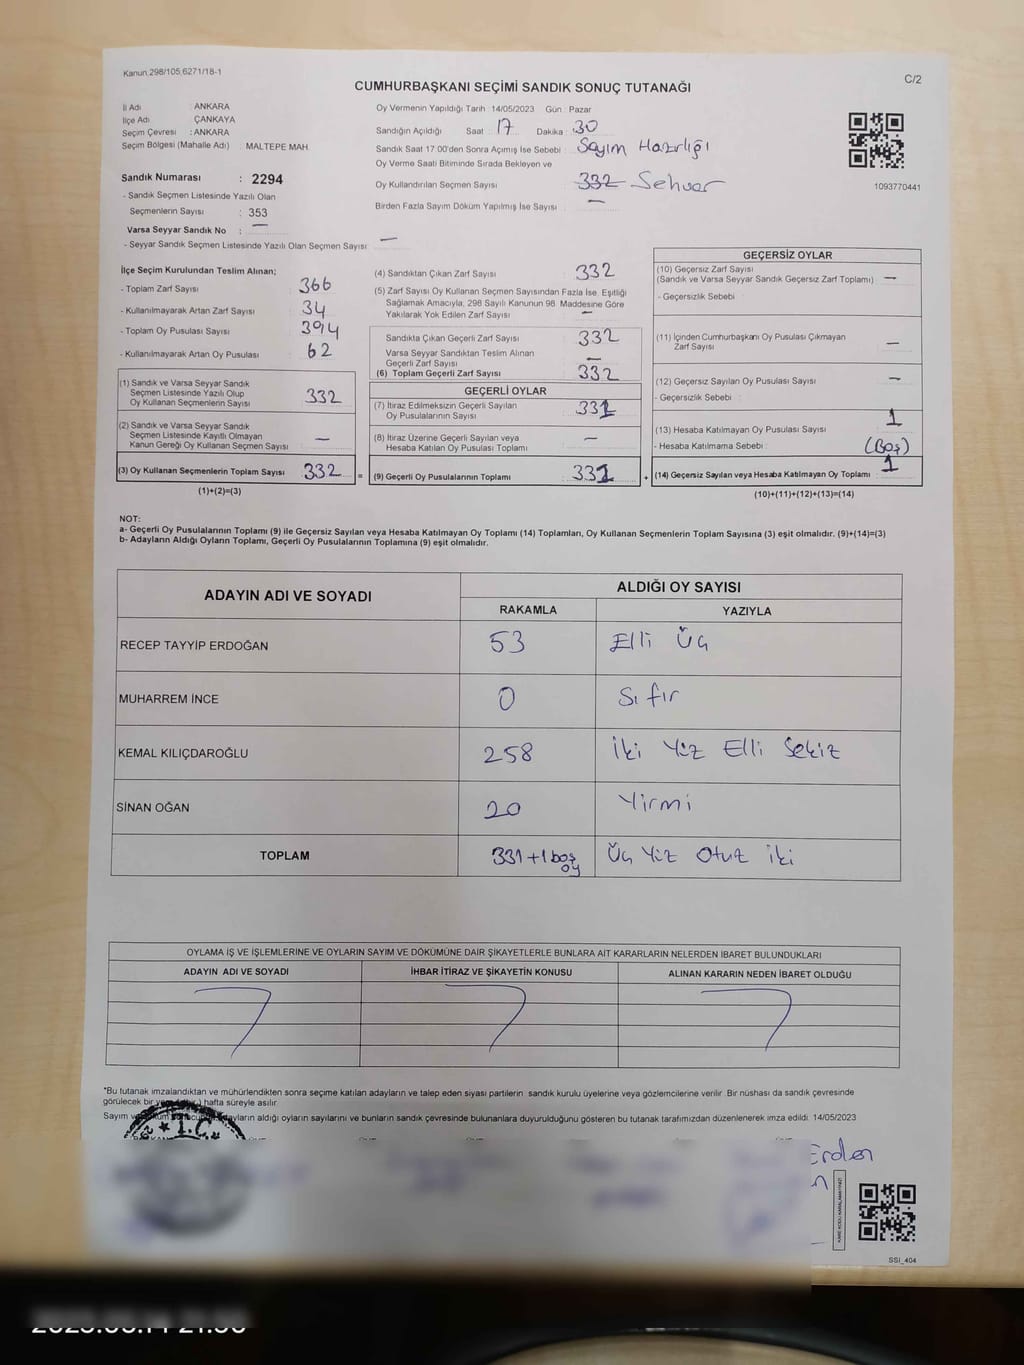 Kanun,298/105,6271/18-1
C/2
CUMHURBAŞKANI SEÇİMİ SANDIK SONUÇ TUTANAĞI
İl Adı : ANKARA
İlçe Adı : ÇANKAYA
Seçim Çevresi : ANKARA
Seçim Bölgesi (Mahalle Adı) : MALTEPE MAH.
Sandık Numarası : 2294
- Sandık Seçmen Listesinde Yazılı Olan
Seçmenlerin Sayısı : 353
Varsa Seyyar Sandık No : —
- Seyyar Sandık Seçmen Listesinde Yazılı Olan Seçmen Sayısı —
Oy Vermenin Yapıldığı Tarih 14/05/2023 Gün : Pazar
Sandığın Açıldığı Saat : 17 Dakika : 30
Sandık Saat 17.00'den Sonra Açımış İse Sebebi : Sayım Hazırlığı
Oy Verme Saati Bitiminde Sırada Bekleyen ve
Oy Kullandırılan Seçmen Sayısı 332
Birden Fazla Sayım Döküm Yapılmış İse Sayısı : —
1093770441
İlçe Seçim Kurulundan Teslim Alınan;
- Toplam Zarf Sayısı 366
- Kullanılmayarak Artan Zarf Sayısı 34
- Toplam Oy Pusulası Sayısı 394
- Kullanılmayarak Artan Oy Pusulası 62
(1) Sandık ve Varsa Seyyar Sandık
Seçmen Listesinde Yazılı Olup
Oy Kullanan Seçmenlerin Sayısı 332
(2) Sandık ve Varsa Seyyar Sandık
Seçmen Listesinde Kayıtlı Olmayan
Kanun Gereği Oy Kullanan Seçmen Sayısı —
(3) Oy Kullanan Seçmenlerin Toplam Sayısı 332 =
(1)+(2)=(3)
(4) Sandıktan Çıkan Zarf Sayısı 332
(5) Zarf Sayısı Oy Kullanan Seçmen Sayısından Fazla İse, Eşitliği
Sağlamak Amacıyla, 298 Sayılı Kanunun 98. Maddesine Göre
Yakılarak Yok Edilen Zarf Sayısı —
Sandıkta Çıkan Geçerli Zarf Sayısı 332
Varsa Seyyar Sandıktan Teslim Alınan
Geçerli Zarf Sayısı —
(6) Toplam Geçerli Zarf Sayısı 332
GEÇERLİ OYLAR
(7) İtiraz Edilmeksizin Geçerli Sayılan
Oy Pusulalarının Sayısı 331
(8) İtiraz Üzerine Geçerli Sayılan veya
Hesaba Katılan Oy Pusulaları Toplamı —
(9) Geçerli Oy Pusulalarının Toplamı 331 +
GEÇERSİZ OYLAR
(10) Geçersiz Zarf Sayısı
(Sandık ve Varsa Seyyar Sandık Geçersiz Zarf Toplamı) —
- Geçersizlik Sebebi
(11) İçinden Cumhurbaşkanı Oy Pusulası Çıkmayan
Zarf Sayısı —
(12) Geçersiz Sayılan Oy Pusulası Sayısı —
- Geçersizlik Sebebi :
(13) Hesaba Katılmayan Oy Pusulası Sayısı 1
- Hesaba Katılmama Sebebi : (Boş)
(14) Geçersiz Sayılan veya Hesaba Katılmayan Oy Toplamı 1
(10)+(11)+(12)+(13)=(14)
NOT:
a- Geçerli Oy Pusulalarının Toplamı (9) ile Geçersiz Sayılan veya Hesaba Katılmayan Oy Toplamı (14) Toplamları, Oy Kullanan Seçmenlerin Toplam Sayısına (3) eşit olmalıdır. (9)+(14)=(3)
b- Adayların Aldığı Oyların Toplamı, Geçerli Oy Pusulalarının Toplamına (9) eşit olmalıdır.
ADAYIN ADI VE SOYADI ALDIĞI OY SAYISI
RAKAMLA YAZIYLA
RECEP TAYYİP ERDOĞAN 53 Elli Üç
MUHARREM İNCE 0 Sıfır
KEMAL KILIÇDAROĞLU 258 İki Yüz Elli Sekiz
SİNAN OĞAN 20 Yirmi
TOPLAM 331+1 boş oy Üç Yüz Otuz İki
OYLAMA İŞ VE İŞLEMLERİNE VE OYLARIN SAYIM VE DÖKÜMÜNE DAİR ŞİKAYETLERLE BUNLARA AİT KARARLARIN NELERDEN İBARET BULUNDUKLARI
ADAYIN ADI VE SOYADI İHBAR İTİRAZ VE ŞİKAYETİN KONUSU ALINAN KARARIN NEDEN İBARET OLDUĞU
*Bu tutanak imzalandıktan ve mühürlendikten sonra seçime katılan adayların ve talep eden siyasi partilerin sandık kurulu üyelerine veya gözlemcilerine verilir. Bir nüshası da sandık çevresinde
görülecek bir hafta süreyle asılır.
Sayım aldığı oyların sayılarını ve bunların sandık çevresinde bulunanlara duyurulduğunu gösteren bu tutanak tarafımızdan düzenlenerek imza edildi. 14/05/2023
T.C.
Erden
SSI_404